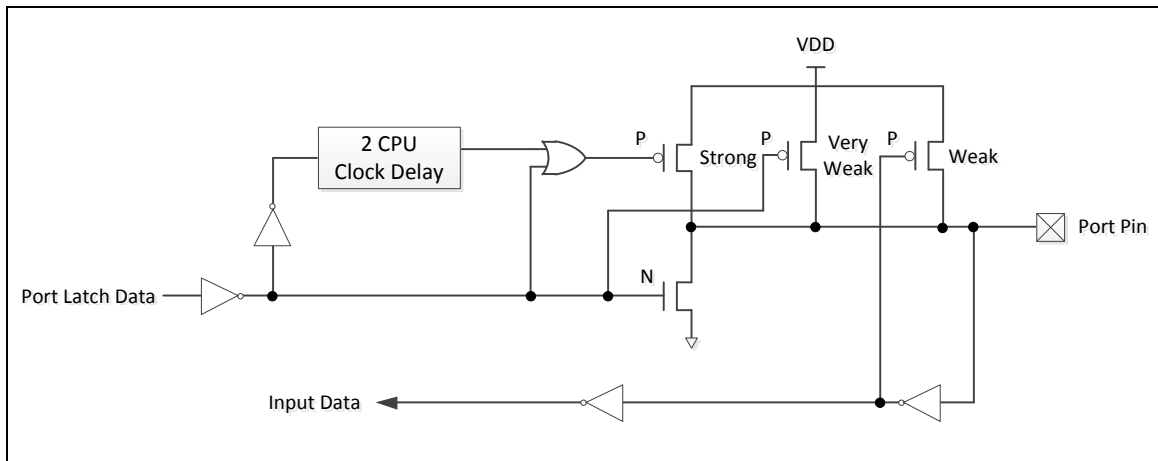 VDD
2 CPU
Clock Delay
P
Strong
P
Very
Weak
P
Weak
Port Pin
N
Port Latch Data
Input Data